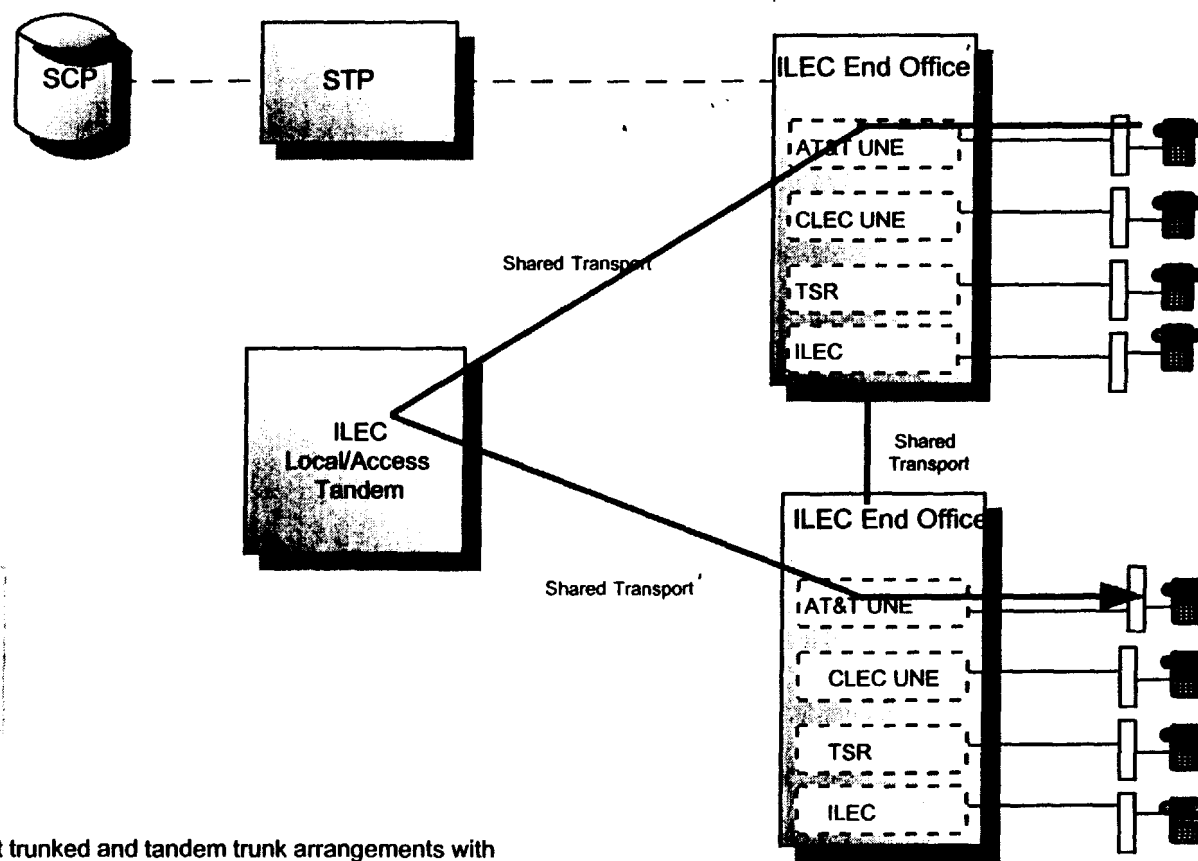 SCP
STP
ILEC End Office
AT&T UNE
CLEC UNE
TSR
ILEC
Shared Transport
ILEC
Local/Access
Tandem
Shared
Transport
ILEC End Office
Shared Transport
AT&T UNE
CLEC UNE
TSR
ILEC
trunked and tandem trunk arrangements with